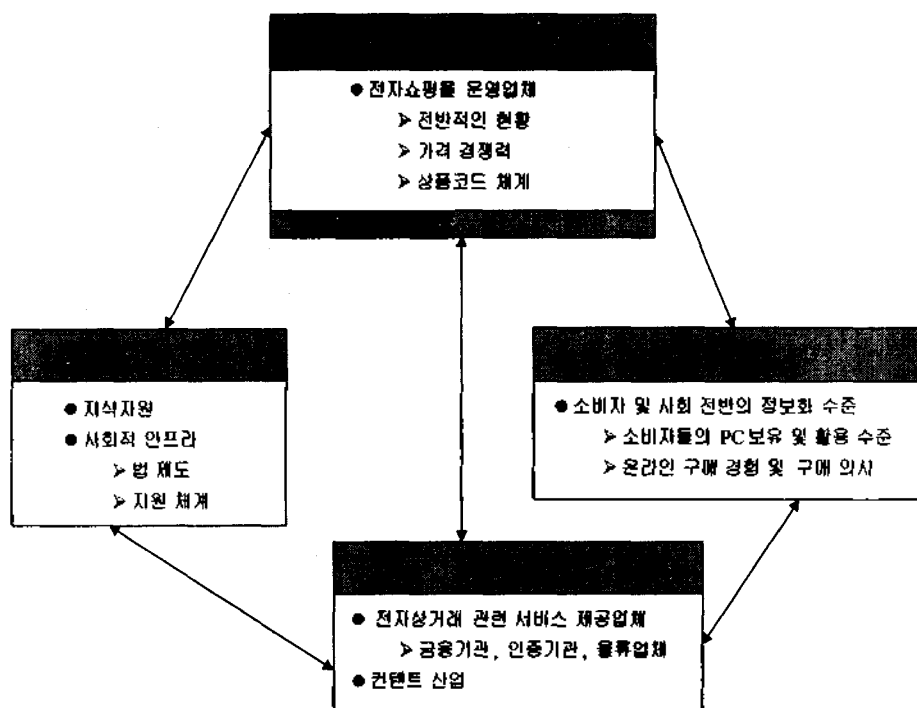 ● 전자쇼핑몰 운영업체
➢ 전반적인 현황
➢ 가격 경쟁력
➢ 상품코드 체계
● 지식자원
● 사회적 인프라
➢ 법 제도
➢ 지원 체계
● 소비자 및 사회 전반의 정보화 수준
➢ 소비자들의 PC보유 및 활용 수준
➢ 온라인 구매 경험 및 구매 의사
● 전자상거래 관련 서비스 제공업체
➢ 금융기관, 인증기관, 물류업체
● 컨텐트 산업